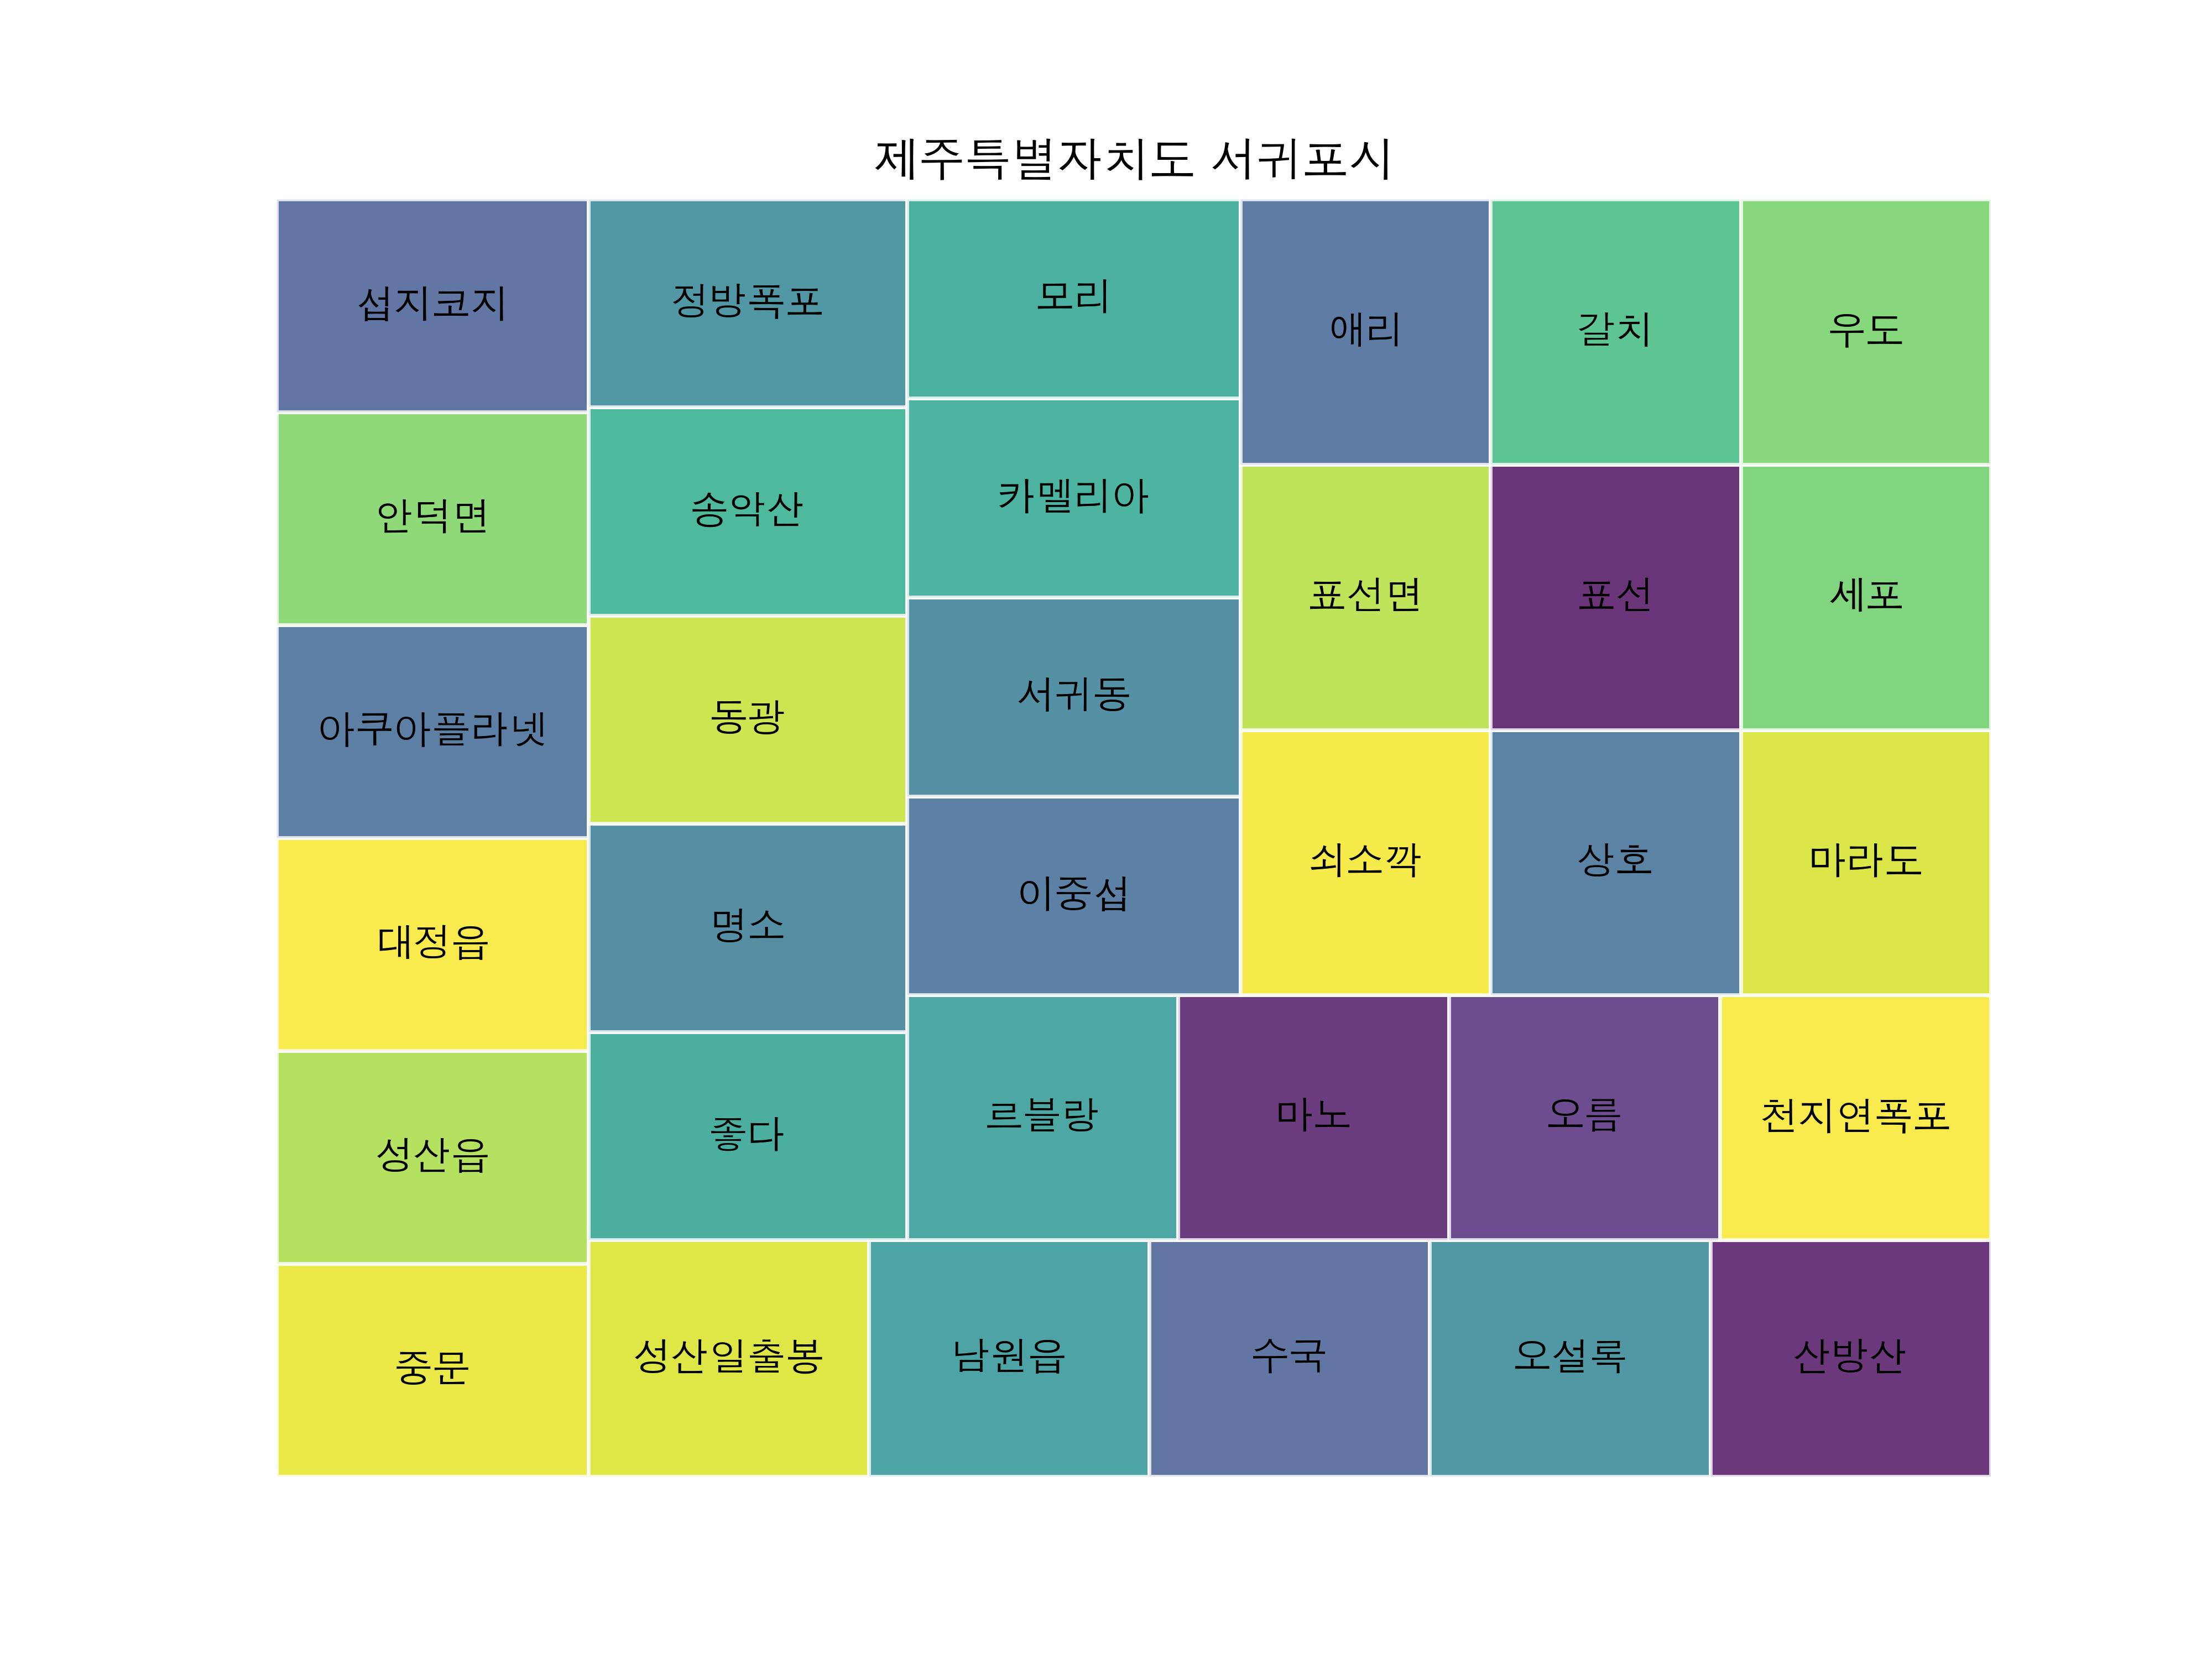 제주특별자치도 서귀포시
섭지코지
정방폭포
모리
애리
갈치
우도
안덕면
송악산
카멜리아
표선면
표선
세포
아쿠아플라넷
동광
서귀동
쇠소깍
상호
마라도
대정읍
명소
이중섭
성산읍
좋다
르블랑
마노
오름
천지연폭포
중문
성산일출봉
남원읍
수국
오설록
산방산